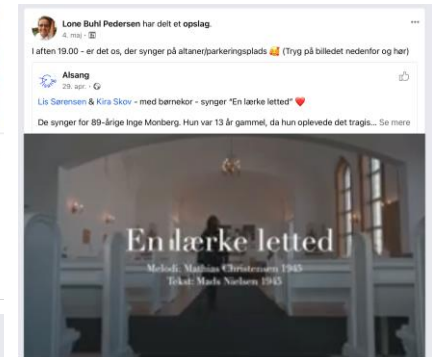 Lone Buhl Pedersen har delt et opslag.
4. maj ·
I aften 19.00 - er det os, der synger på altaner/parkeringsplads 🥰 (Tryg på billedet nedenfor og hør)
Alsang
29. apr. ·
Lis Sørensen & Kira Skov - med børnekor - synger "En lærke letted" ❤️
De synger for 89-årige Inge Monberg. Hun var 13 år gammel, da hun oplevede det tragis... Se mere
En lærke letted
Melodi: Mathias Christensen 1945
Tekst: Mads Nielsen 1945